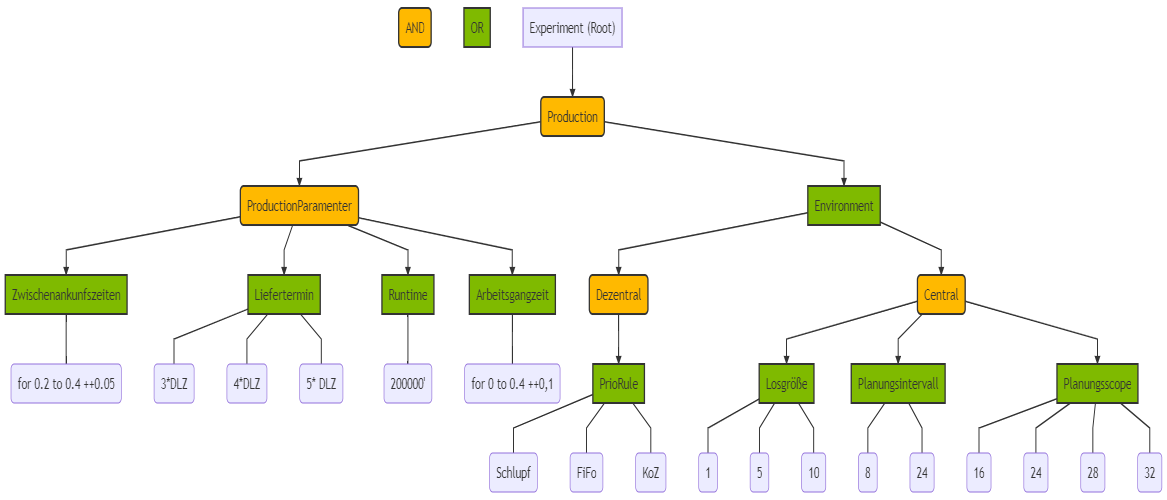 AND
OR
Experiment (Root)
Production
ProductionParamenter
Environment
Zwischenankunfszeiten
Liefertermin
Runtime
Arbeitsgangzeit
Dezentral
Central
for 0.2 to 0.4 ++0.05
3*DLZ
4*DLZ
5* DLZ
200000'
for 0 to 0.4 ++0,1
PrioRule
Losgröße
Planungsintervall
Planungsscope
Schlupf
FiFo
KoZ
1
5
10
8
24
16
24
28
32